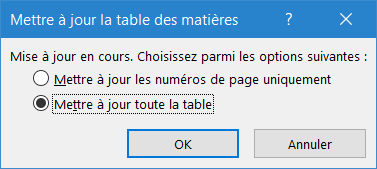 Mettre à jour la table des matières
Mise à jour en cours. Choisissez parmi les options suivantes :
Mettre à jour les numéros de page uniquement
Mettre à jour toute la table
OK
Annuler